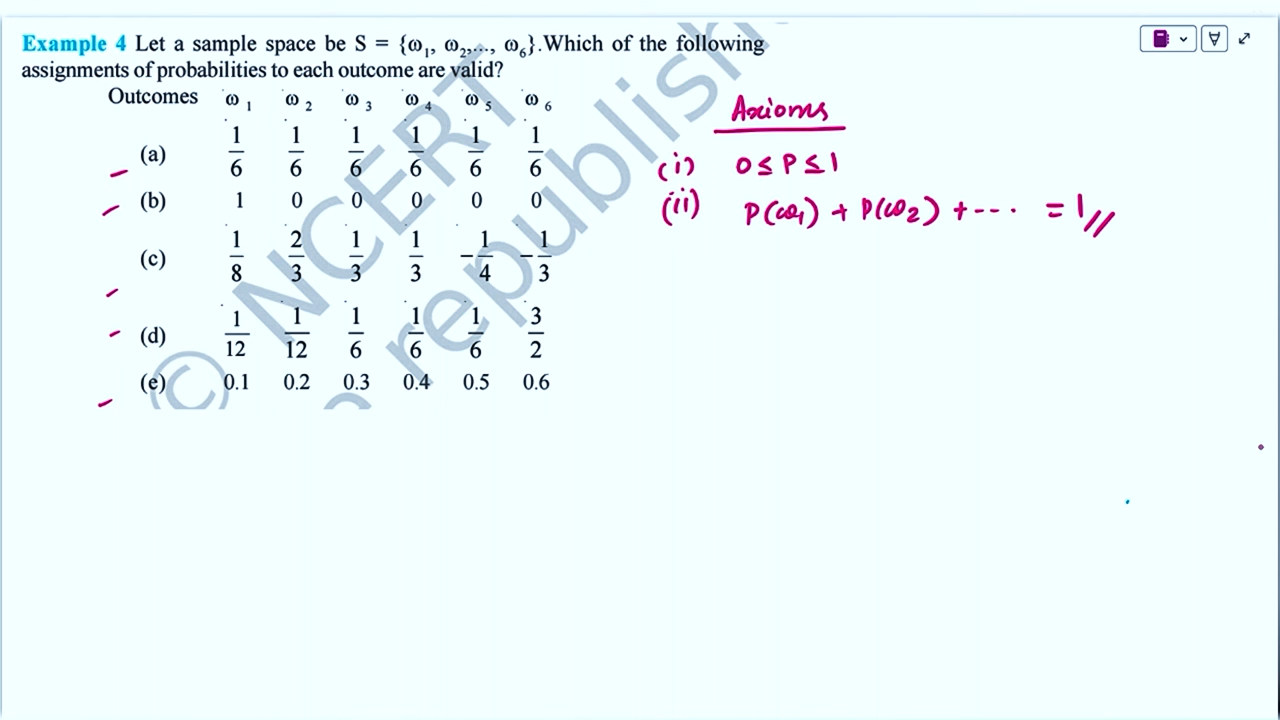 Example 4 Let a sample space be S = {ω₁, ω₂,..., ω₆}.Which of the following
assignments of probabilities to each outcome are valid?
Outcomes ω₁ ω₂ ω₃ ω₄ ω₅ ω₆
(a) 1/6 1/6 1/6 1/6 1/6 1/6
(b) 1 0 0 0 0 0
(c) 1/8 2/3 1/3 1/3 -1/4 -1/3
(d) 1/12 1/12 1/6 1/6 1/6 3/2
(e) 0.1 0.2 0.3 0.4 0.5 0.6
Axioms
(i) 0 ≤ P ≤ 1
(ii) P(ω₁) + P(ω₂) + --- = 1//
© NCERT
republish